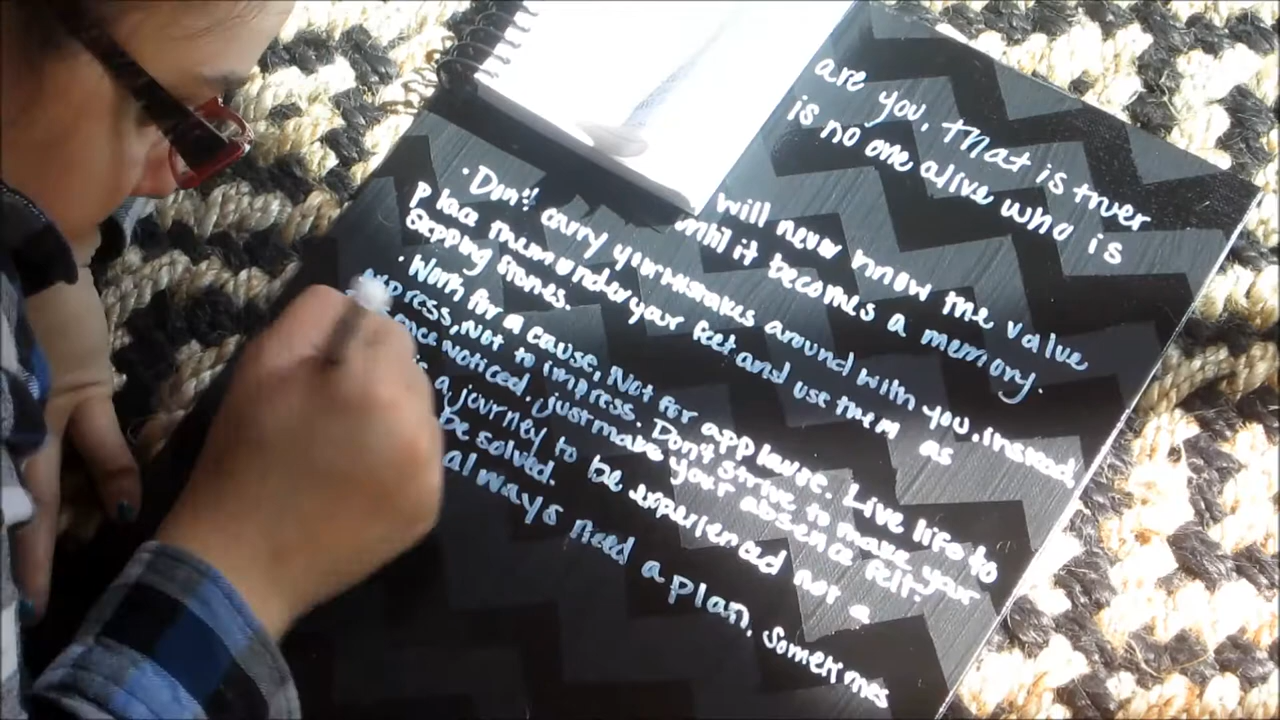 are you, that is truer
is no one alive who is
will never know the value
until it becomes a memory.
·Don't carry your mistakes around with you, instead,
place them under your feet and use them as
stepping stones.
·Worth for a cause, Not for applause. Live life to
express, Not to impress. Don't strive to make your
noticed, just make your absence felt.
a journey to be experienced not a
be solved.
always need a plan, sometimes